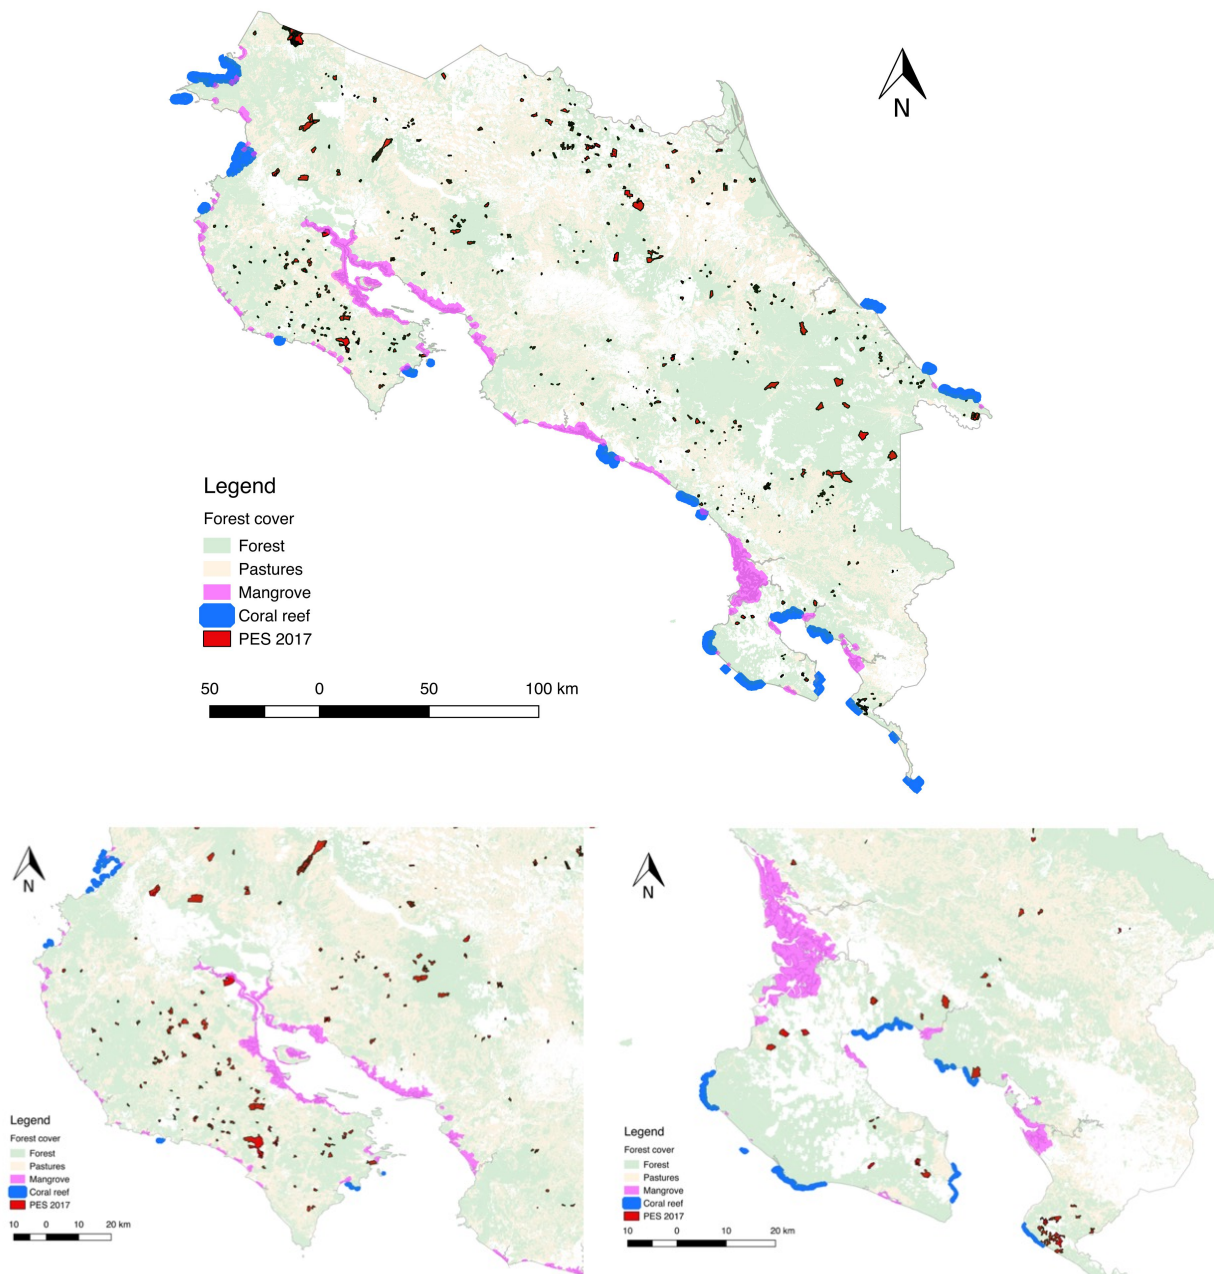 N
Legend
Forest cover
Forest
Pastures
Mangrove
Coral reef
PES 2017
50 0 50 100 km
N
Legend
Forest cover
Forest
Pastures
Mangrove
Coral reef
PES 2017
10 0 10 20 km
N
Legend
Forest cover
Forest
Pastures
Mangrove
Coral reef
PES 2017
10 0 10 20 km